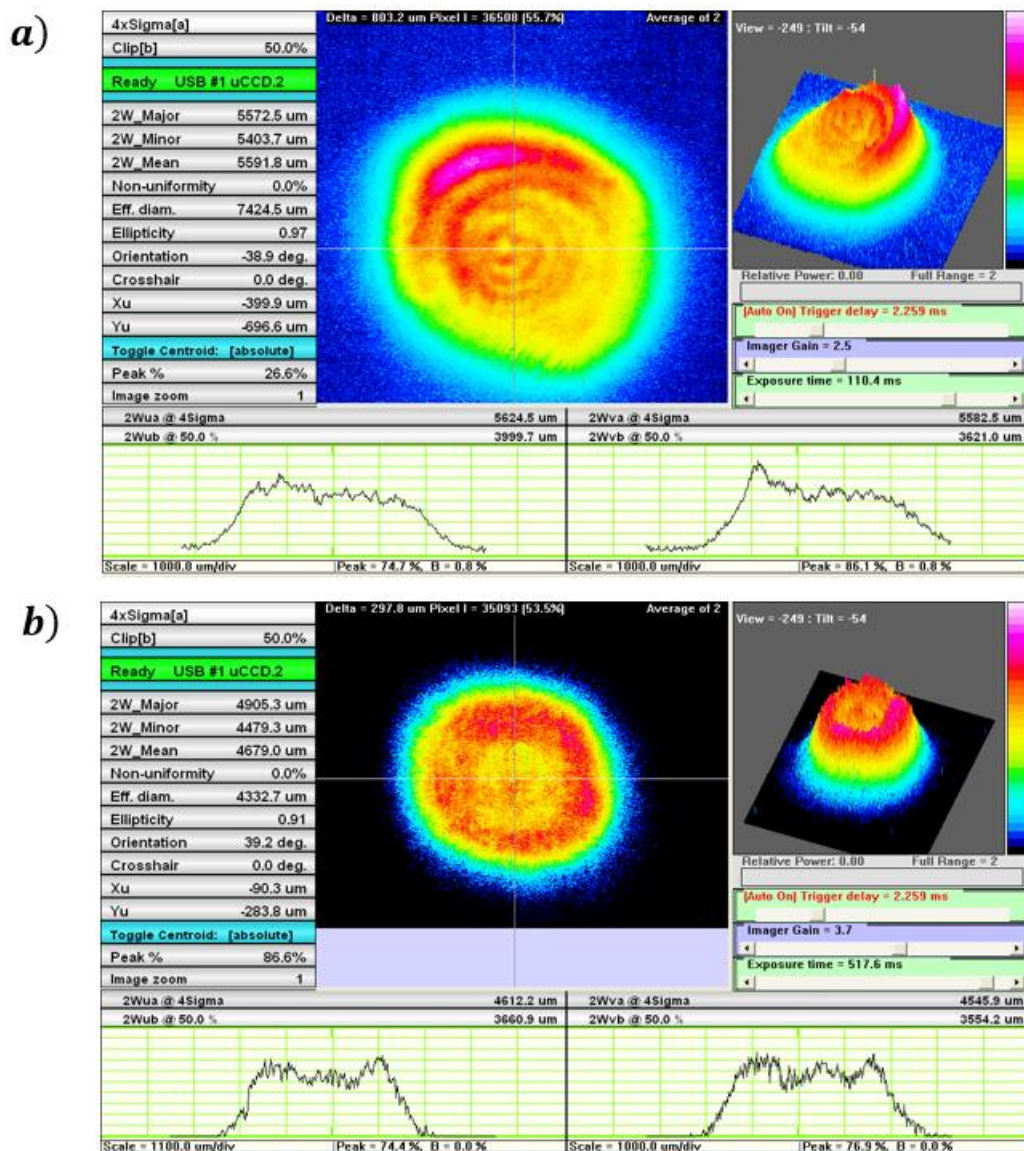 a)
4xSigma[a]
Clip[b] 50.0%
Ready USB #1 uCCD.2
2W_Major 5572.5 um
2W_Minor 5403.7 um
2W_Mean 5591.8 um
Non-uniformity 0.0%
Eff. diam. 7424.5 um
Ellipticity 0.97
Orientation -38.9 deg.
Crosshair 0.0 deg.
Xu -399.9 um
Yu -696.6 um
Toggle Centroid: [absolute]
Peak % 26.6%
Image zoom 1
Delta = 803.2 um Pixel I = 36508 [55.7%] Average of 2
View = -249 : Tilt = -54
Relative Power: 0.00 Full Range = 2
[Auto On] Trigger delay = 2.259 ms
Imager Gain = 2.5
Exposure time = 110.4 ms
2Wua @ 4Sigma 5624.5 um 2Wva @ 4Sigma 5582.5 um
2Wub @ 50.0 % 3999.7 um 2Wvb @ 50.0 % 3621.0 um
Scale = 1000.0 um/div Peak = 74.7 %, B = 0.8 % Scale = 1000.0 um/div Peak = 86.1 %, B = 0.8 %
b)
4xSigma[a]
Clip[b] 50.0%
Ready USB #1 uCCD.2
2W_Major 4905.3 um
2W_Minor 4479.3 um
2W_Mean 4679.0 um
Non-uniformity 0.0%
Eff. diam. 4332.7 um
Ellipticity 0.91
Orientation 39.2 deg.
Crosshair 0.0 deg.
Xu -90.3 um
Yu -283.8 um
Toggle Centroid: [absolute]
Peak % 86.6%
Image zoom 1
Delta = 297.8 um Pixel I = 35093 [53.5%] Average of 2
View = -249 : Tilt = -54
Relative Power: 0.00 Full Range = 2
[Auto On] Trigger delay = 2.259 ms
Imager Gain = 3.7
Exposure time = 517.6 ms
2Wua @ 4Sigma 4612.2 um 2Wva @ 4Sigma 4545.9 um
2Wub @ 50.0 % 3660.9 um 2Wvb @ 50.0 % 3554.2 um
Scale = 1100.0 um/div Peak = 74.4 %, B = 0.0 % Scale = 1000.0 um/div Peak = 76.9 %, B = 0.0 %